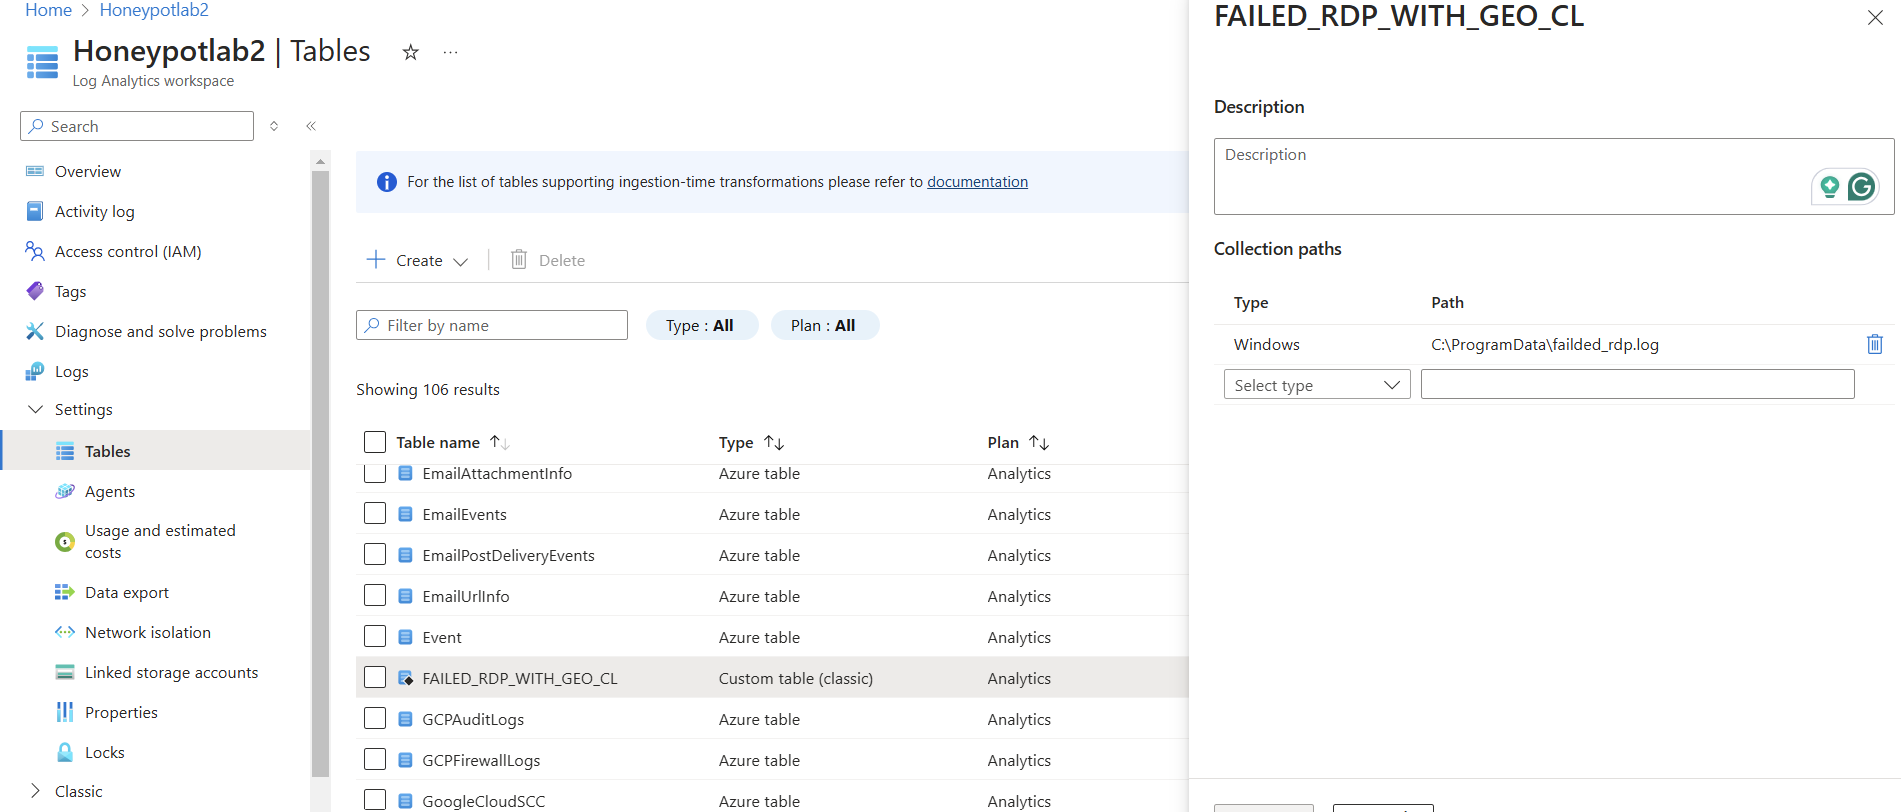 Home > Honeypotlab2
Honeypotlab2 | Tables
Log Analytics workspace
Search
Overview
Activity log
Access control (IAM)
Tags
Diagnose and solve problems
Logs
Settings
Tables
Agents
Usage and estimated
costs
Data export
Network isolation
Linked storage accounts
Properties
Locks
Classic
For the list of tables supporting ingestion-time transformations please refer to documentation
Create
Delete
Filter by name
Type : All
Plan : All
Showing 106 results
Table name Type Plan
EmailAttachmentInfo Azure table Analytics
EmailEvents Azure table Analytics
EmailPostDeliveryEvents Azure table Analytics
EmailUrlInfo Azure table Analytics
Event Azure table Analytics
FAILED_RDP_WITH_GEO_CL Custom table (classic) Analytics
GCPAuditLogs Azure table Analytics
GCPFirewallLogs Azure table Analytics
GoogleCloudSCC Azure table Analytics
FAILED_RDP_WITH_GEO_CL
Description
Description
Collection paths
Type Path
Windows C:\ProgramData\failded_rdp.log
Select type